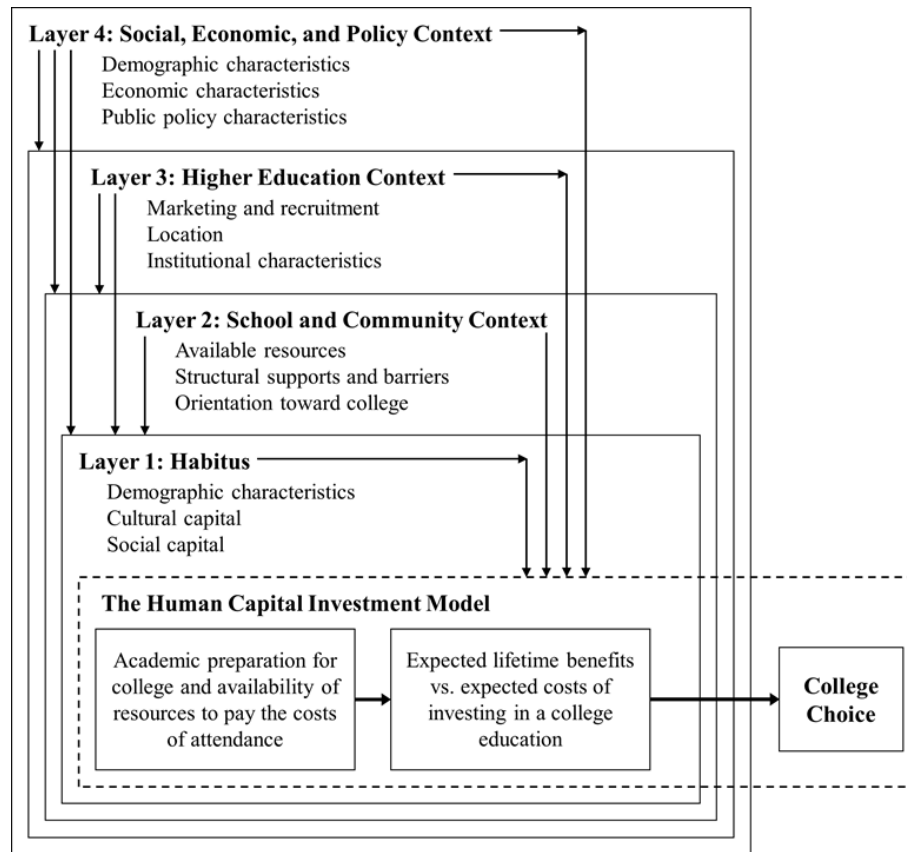 Layer 4: Social, Economic, and Policy Context
Demographic characteristics
Economic characteristics
Public policy characteristics
Layer 3: Higher Education Context
Marketing and recruitment
Location
Institutional characteristics
Layer 2: School and Community Context
Available resources
Structural supports and barriers
Orientation toward college
Layer 1: Habitus
Demographic characteristics
Cultural capital
Social capital
The Human Capital Investment Model
Academic preparation for
college and availability of
resources to pay the costs
of attendance
Expected lifetime benefits
vs. expected costs of
investing in a college
education
College
Choice